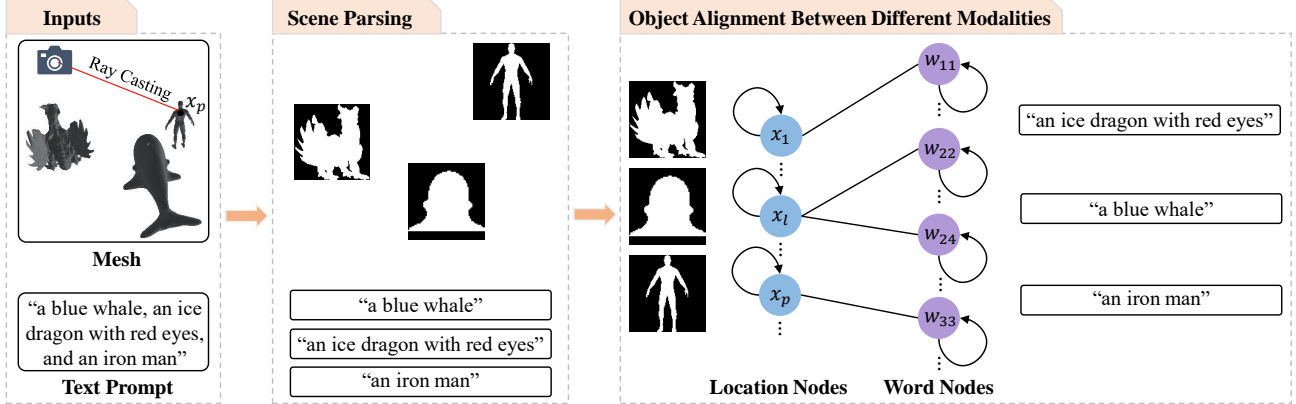 Inputs
Ray Casting
x_p
Mesh
“a blue whale, an ice
dragon with red eyes,
and an iron man”
Text Prompt
Scene Parsing
“a blue whale”
“an ice dragon with red eyes”
“an iron man”
Object Alignment Between Different Modalities
x_1
⋮
x_l
⋮
x_p
⋮
Location Nodes
w_11
⋮
w_22
⋮
w_24
⋮
w_33
⋮
Word Nodes
“an ice dragon with red eyes”
“a blue whale”
“an iron man”